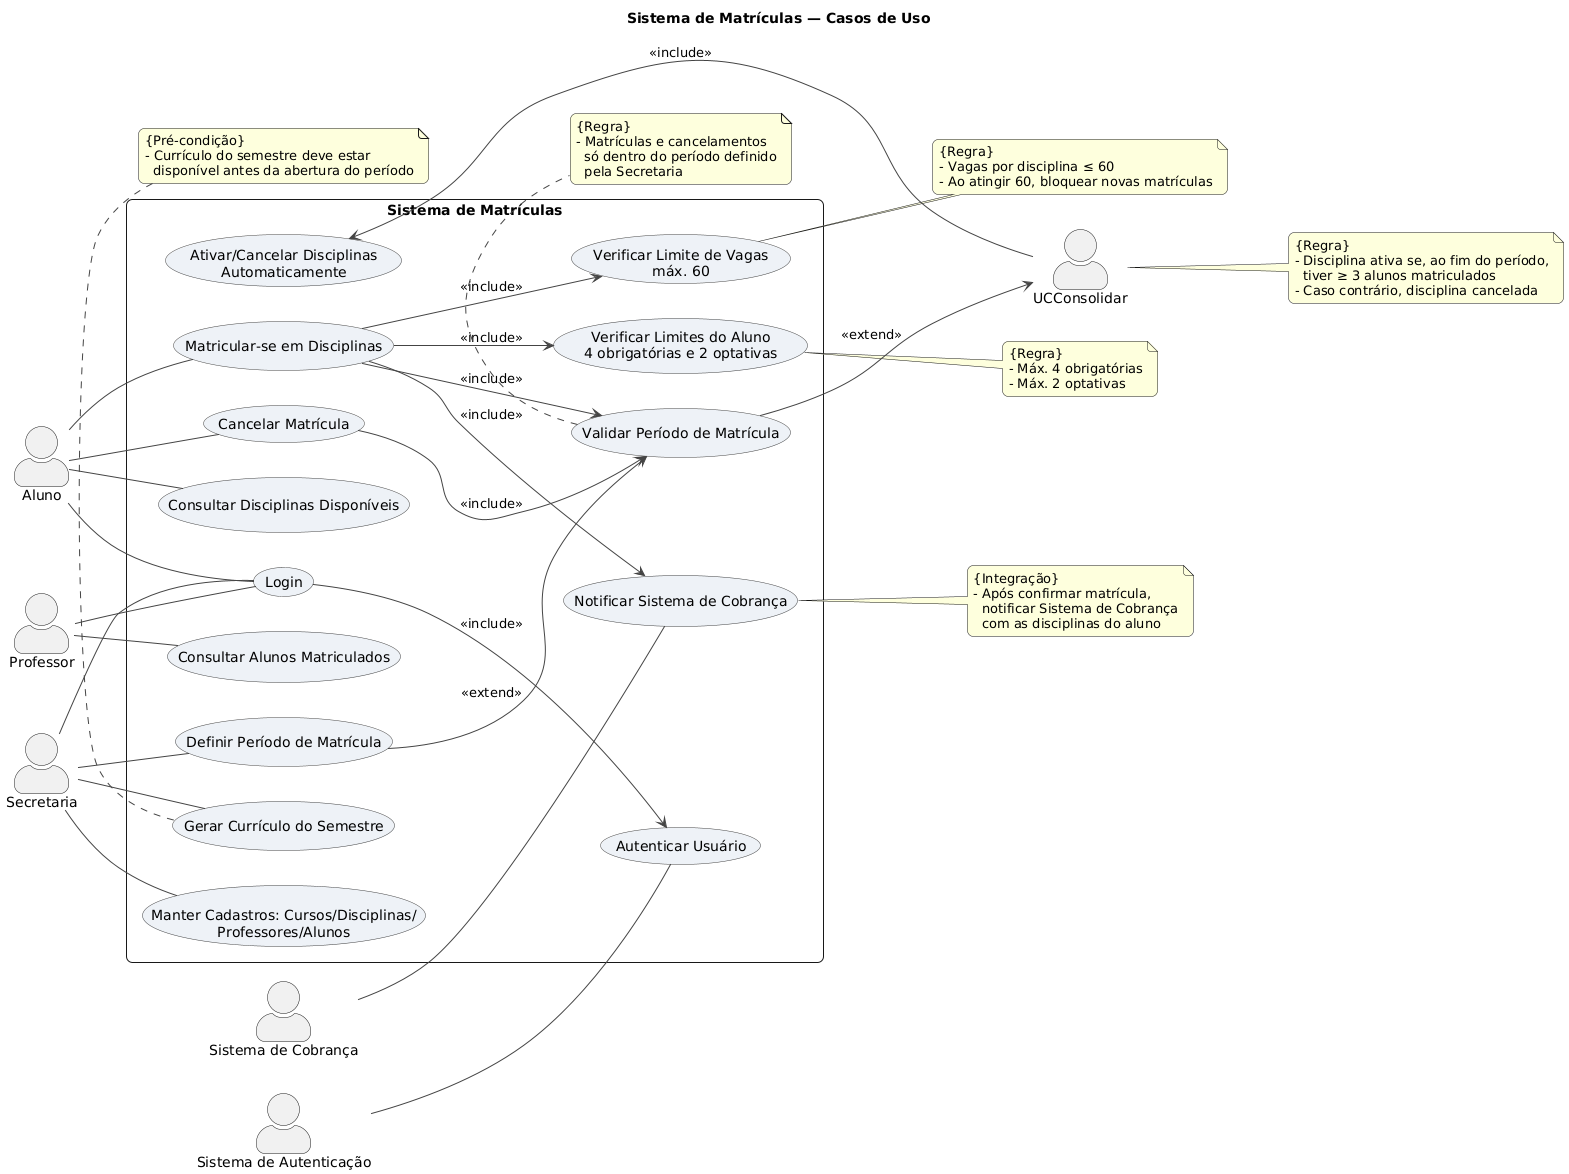 Sistema de Matrículas — Casos de Uso
«include»
{Pré-condição}
- Currículo do semestre deve estar
disponível antes da abertura do período
{Regra}
- Matrículas e cancelamentos
só dentro do período definido
pela Secretaria
{Regra}
- Vagas por disciplina ≤ 60
- Ao atingir 60, bloquear novas matrículas
Sistema de Matrículas
Ativar/Cancelar Disciplinas
Automaticamente
Verificar Limite de Vagas
máx. 60
UCConsolidar
{Regra}
- Disciplina ativa se, ao fim do período,
tiver ≥ 3 alunos matriculados
- Caso contrário, disciplina cancelada
«include»
Matricular-se em Disciplinas
«include»
Verificar Limites do Aluno
4 obrigatórias e 2 optativas
«extend»
{Regra}
- Máx. 4 obrigatórias
- Máx. 2 optativas
«include»
«include»
Cancelar Matrícula
Validar Período de Matrícula
Aluno
Consultar Disciplinas Disponíveis
«include»
Login
Notificar Sistema de Cobrança
{Integração}
- Após confirmar matrícula,
notificar Sistema de Cobrança
com as disciplinas do aluno
«include»
Professor
Consultar Alunos Matriculados
«extend»
Definir Período de Matrícula
Secretaria
Gerar Currículo do Semestre
Autenticar Usuário
Manter Cadastros: Cursos/Disciplinas/
Professores/Alunos
Sistema de Cobrança
Sistema de Autenticação